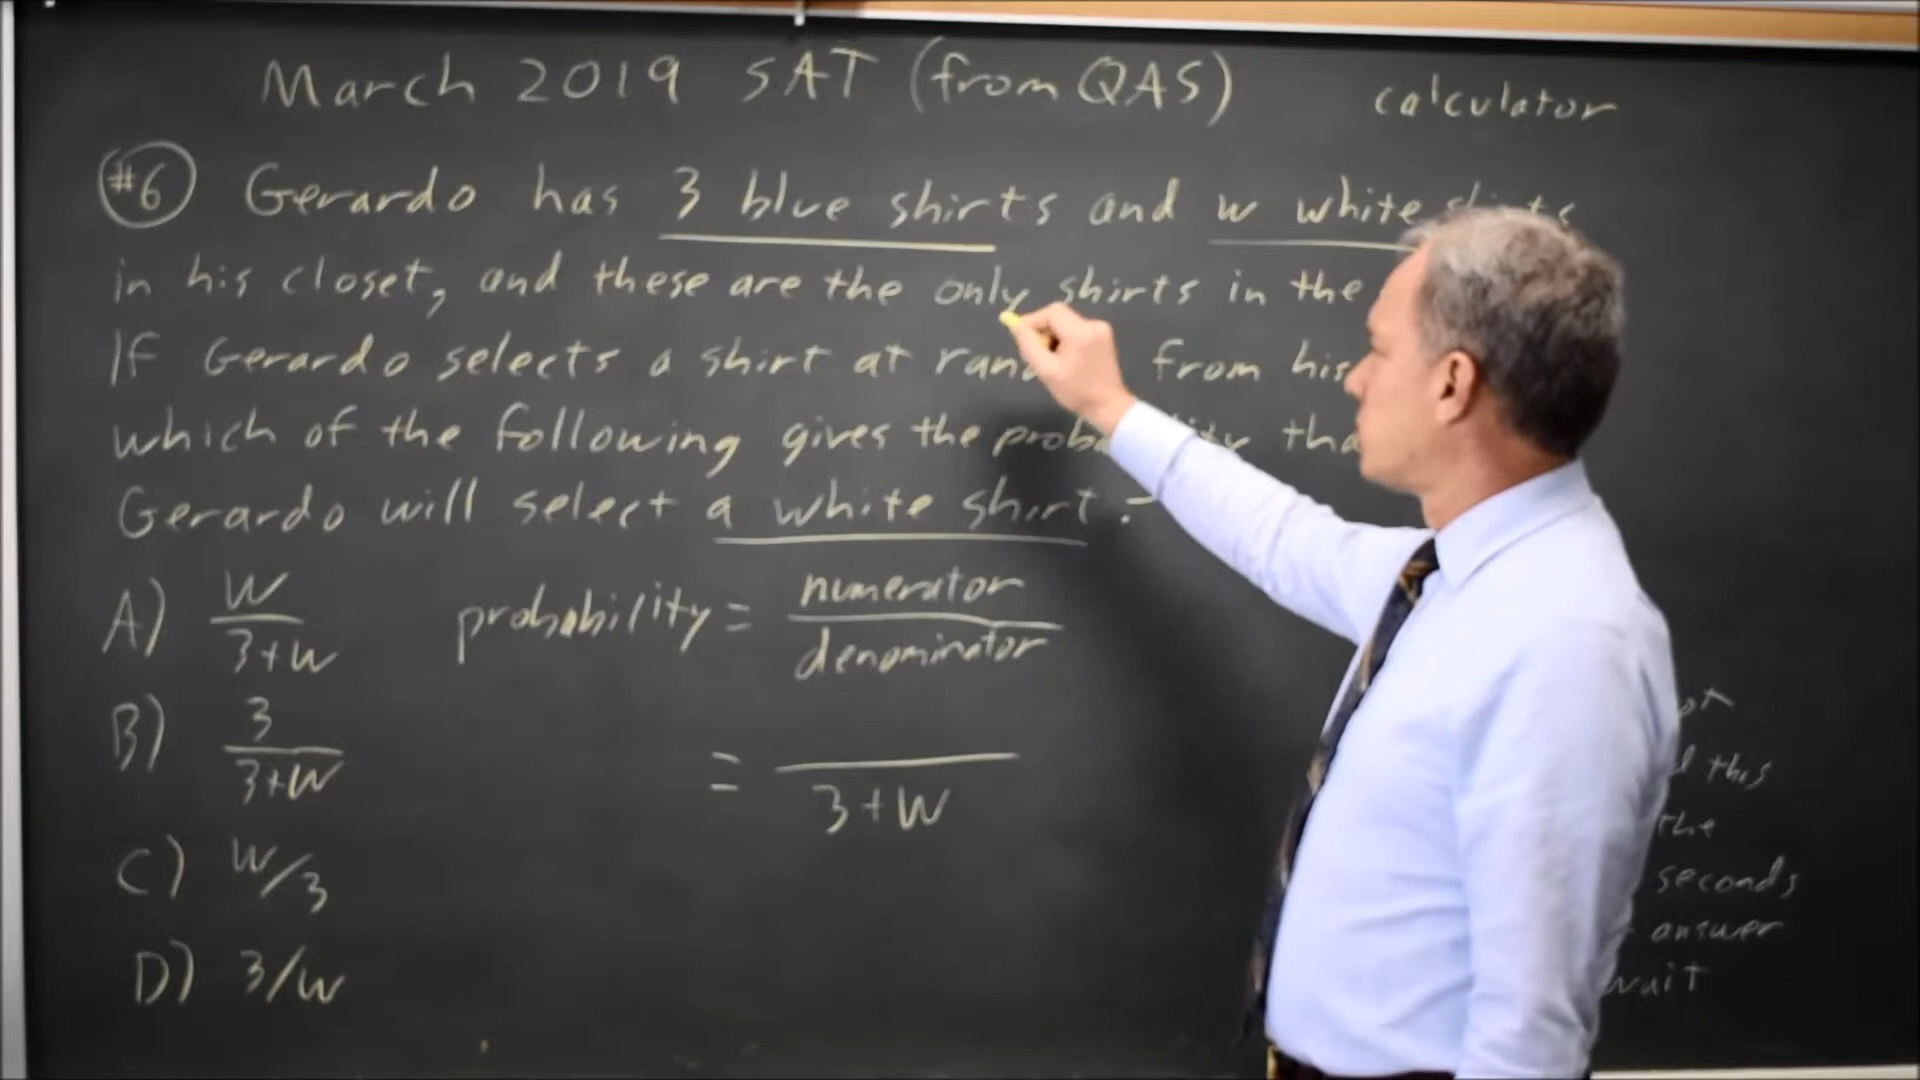 March 2019 SAT (from QAS)
calculator
#6 Gerardo has 3 blue shirts and w white shirts
in his closet, and these are the only shirts in the
If Gerardo selects a shirt at from his
which of the following gives the
Gerardo will select a white shirt?
A) W/3+W
probability = numerator/denominator
B) 3/3+W
= /3+W
C) W/3
D) 3/W
this
the
seconds
answer
wait